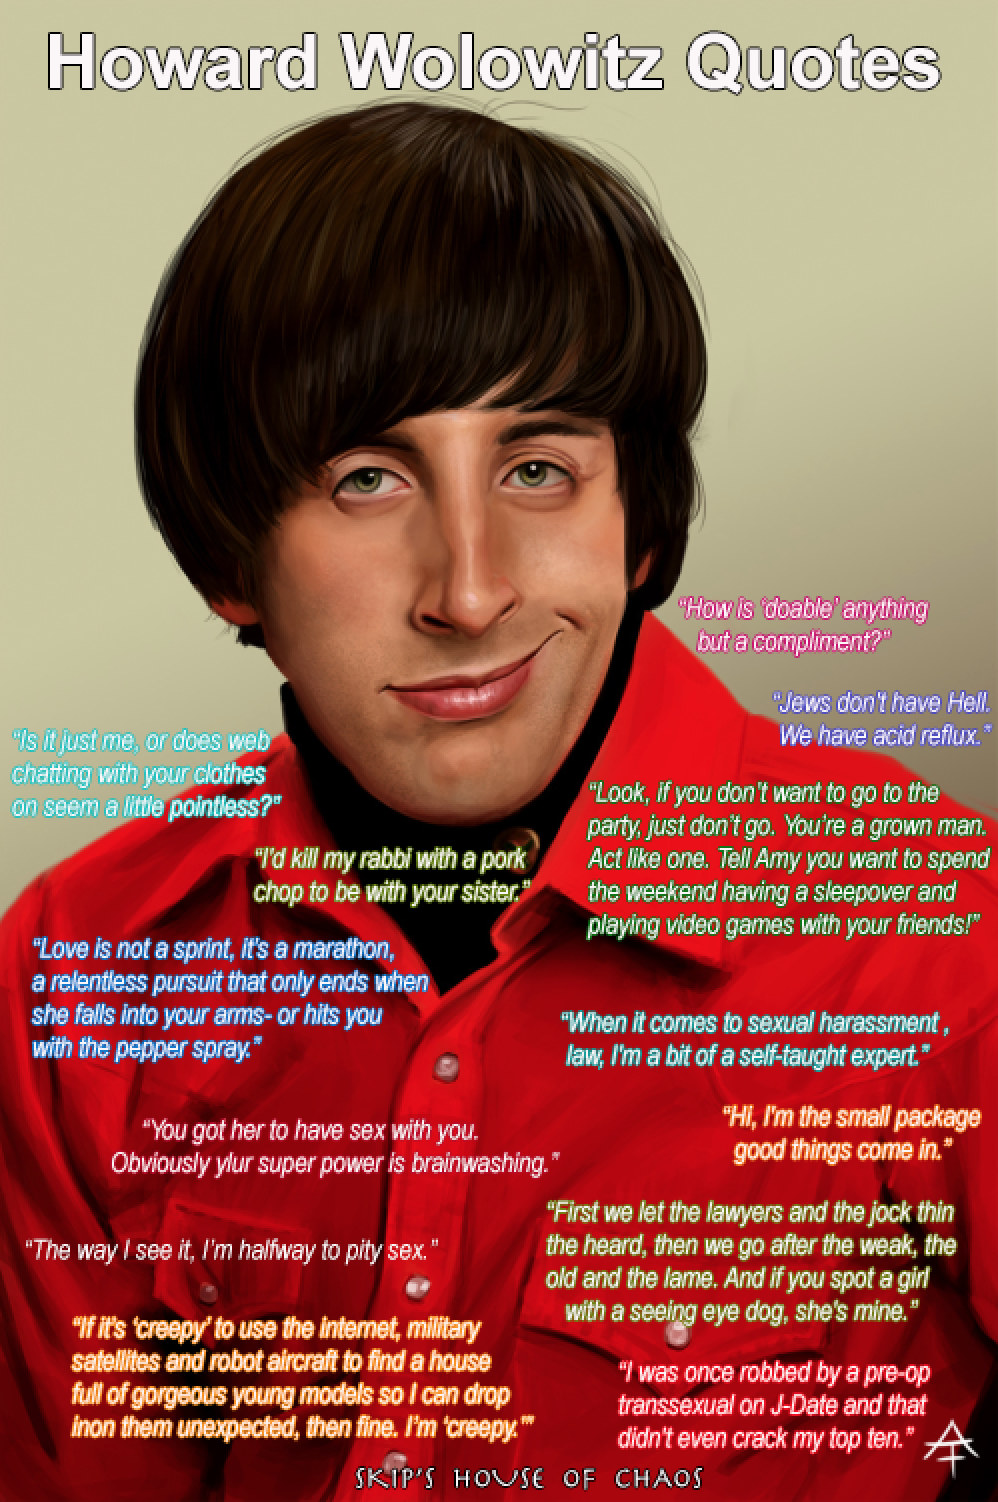 Howard Wolowitz Quotes
“How is ‘doable’ anything
but a compliment?”
“Jews don’t have Hell.
We have acid reflux.”
“Is it just me, or does web
chatting with your clothes
on seem a little pointless?”
“Look, if you don’t want to go to the
party, just don’t go. You’re a grown man.
Act like one. Tell Amy you want to spend
the weekend having a sleepover and
playing video games with your friends!”
“I’d kill my rabbi with a pork
chop to be with your sister.”
“Love is not a sprint, it’s a marathon,
a relentless pursuit that only ends when
she falls into your arms- or hits you
with the pepper spray.”
“When it comes to sexual harassment ,
law, I’m a bit of a self-taught expert.”
“You got her to have sex with you.
Obviously ylur super power is brainwashing.”
“Hi, I’m the small package
good things come in.”
“The way I see it, I’m halfway to pity sex.”
“First we let the lawyers and the jock thin
the heard, then we go after the weak, the
old and the lame. And if you spot a girl
with a seeing eye dog, she’s mine.”
“If it’s ‘creepy’ to use the internet, military
satellites and robot aircraft to find a house
full of gorgeous young models so I can drop
inon them unexpected, then fine. I’m ‘creepy.’”
“I was once robbed by a pre-op
transsexual on J-Date and that
didn’t even crack my top ten.”
SKIP’S HOUSE OF CHAOS